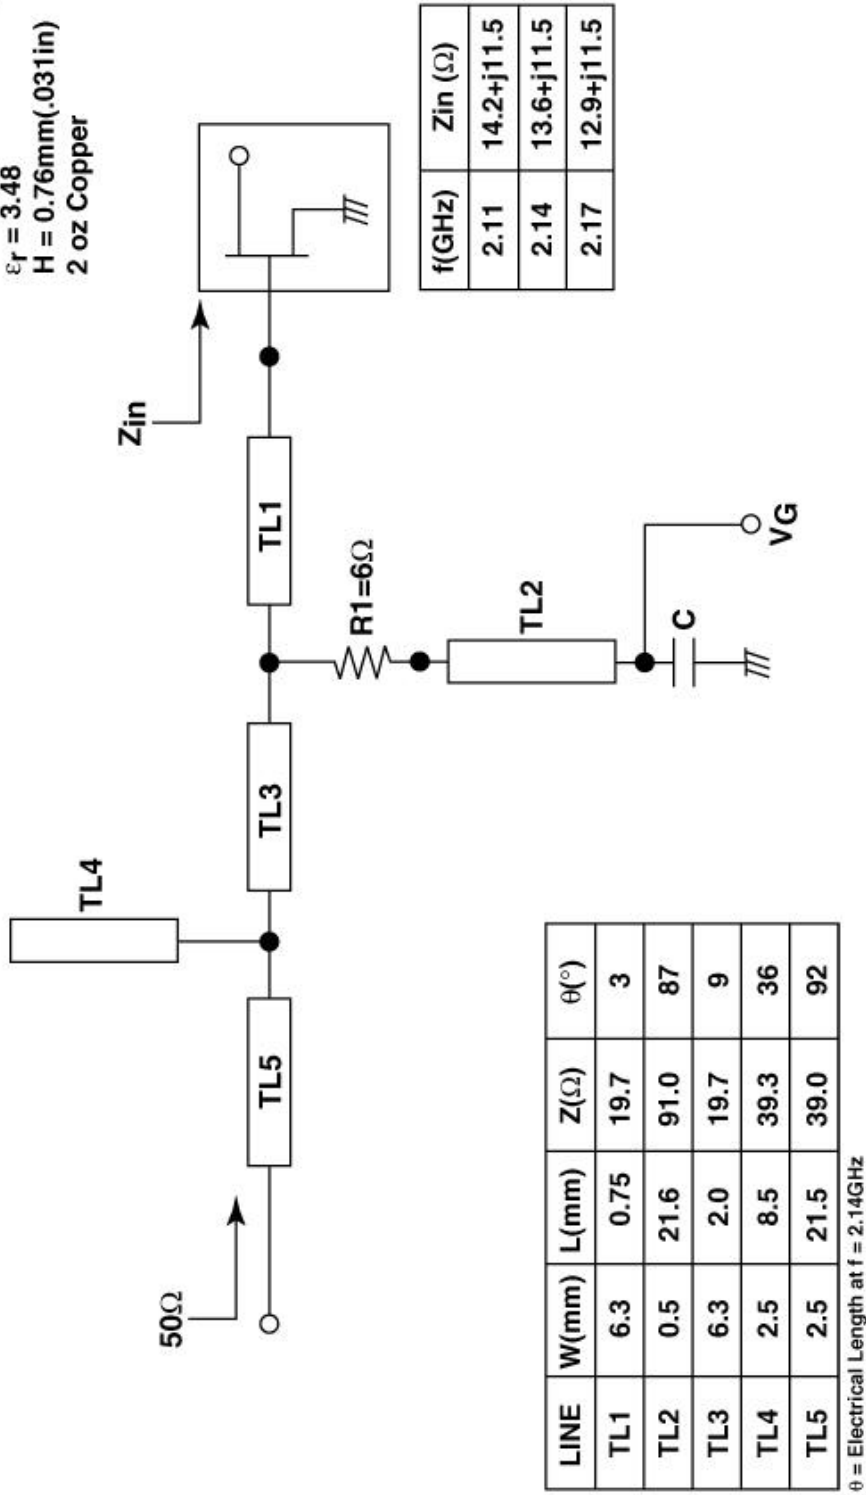 εr = 3.48
H = 0.76mm(.031in)
2 oz Copper
Zin
50Ω
TL4
TL5
TL3
TL1
R1=6Ω
TL2
C
VG
LINE W(mm) L(mm) Z(Ω) θ(°)
TL1 6.3 0.75 19.7 3
TL2 0.5 21.6 91.0 87
TL3 6.3 2.0 19.7 9
TL4 2.5 8.5 39.3 36
TL5 2.5 21.5 39.0 92
θ = Electrical Length at f = 2.14GHz
f(GHz) Zin (Ω)
2.11 14.2+j11.5
2.14 13.6+j11.5
2.17 12.9+j11.5